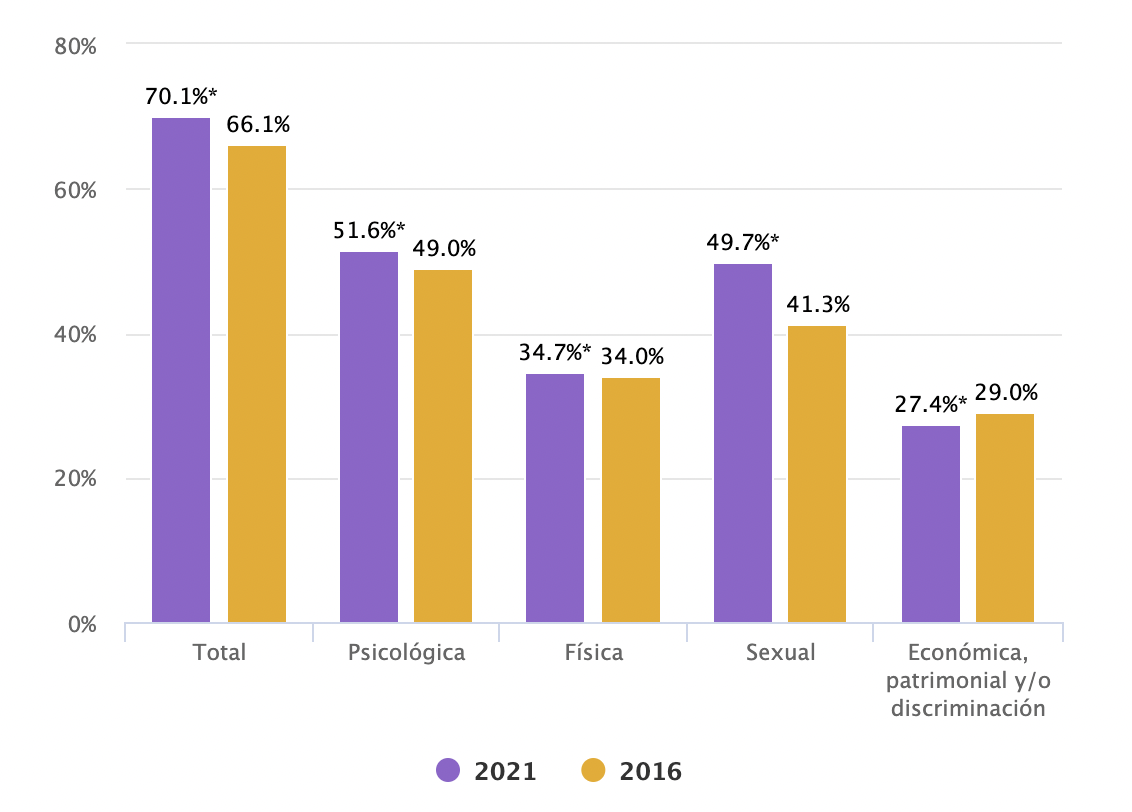 80%
70.1%*
66.1%
60%
51.6%*
49.0%
49.7%*
41.3%
40%
34.7%*
34.0%
27.4%*
29.0%
20%
0%
Total
Psicológica
Física
Sexual
Económica,
patrimonial y/o
discriminación
2021
2016